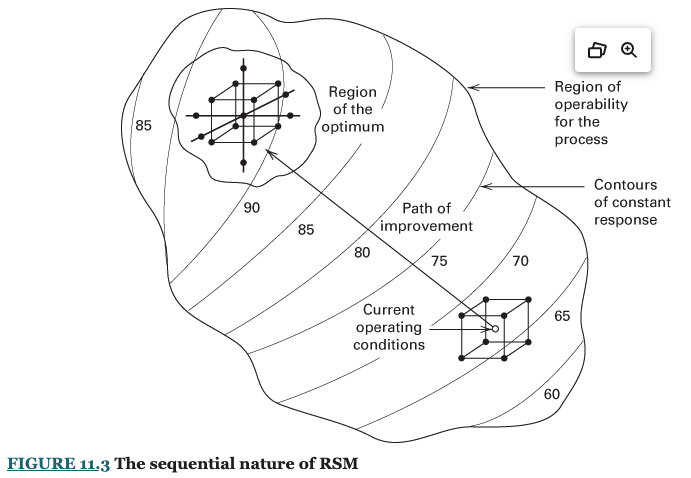 Region
of the
optimum
Region of
operability
for the
process
85
Contours
of constant
response
90
Path of
improvement
85
80
75
70
Current
operating
conditions
65
60
FIGURE 11.3 The sequential nature of RSM